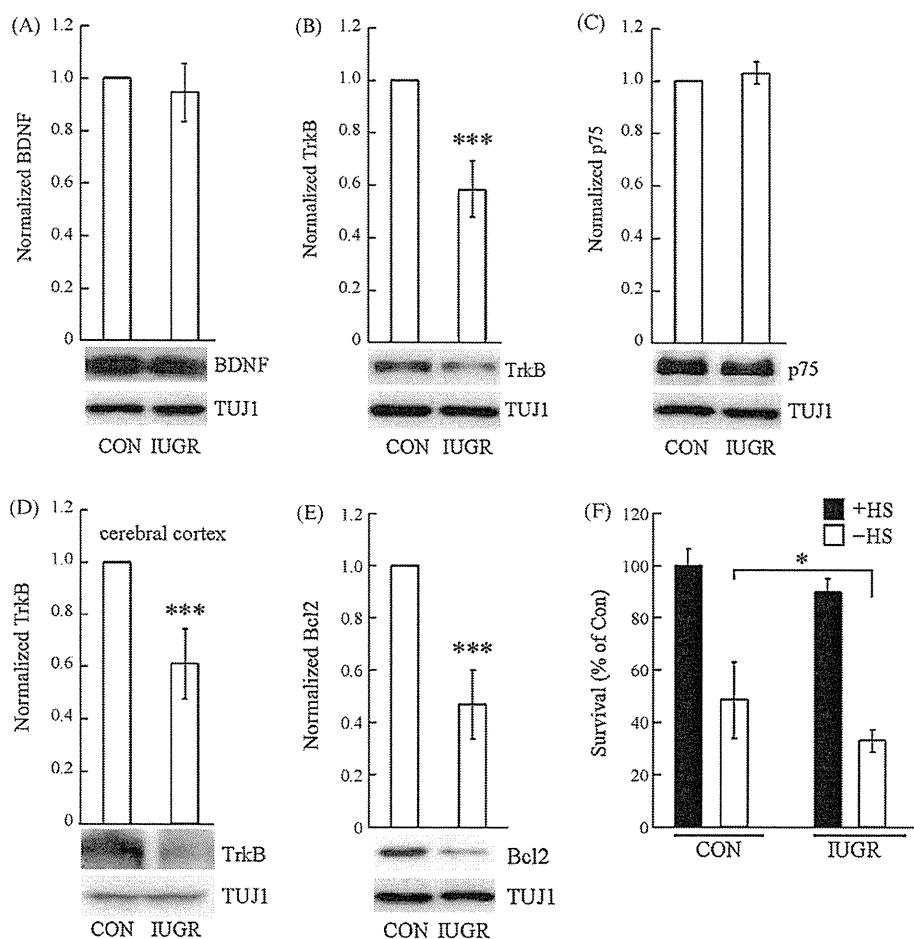 (A)
Normalized BDNF
1.2
1.0
0.8
0.6
0.4
0.2
0
BDNF
TUJ1
CON IUGR
(B)
Normalized TrkB
1.2
1.0
***
0.8
0.6
0.4
0.2
0
TrkB
TUJ1
CON IUGR
(C)
Normalized p75
1.2
1.0
0.8
0.6
0.4
0.2
0
p75
TUJ1
CON IUGR
(D)
Normalized TrkB
1.2
cerebral cortex
1.0
***
0.8
0.6
0.4
0.2
0
TrkB
TUJ1
CON IUGR
(E)
Normalized Bcl2
1.2
1.0
***
0.8
0.6
0.4
0.2
0
Bcl2
TUJ1
CON IUGR
(F)
+HS
-HS
Survival (% of Con)
120
*
100
80
60
40
20
0
CON IUGR